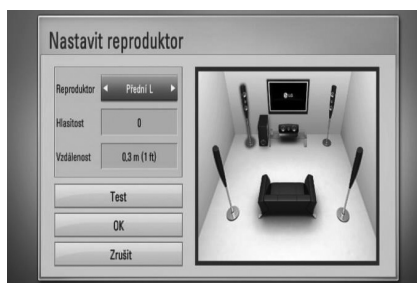 Nastavit reproduktor
Reproduktor Přední L
Hlasitost 0
Vzdálenost 0,3 m (1 ft)
Test
OK
Zrušit